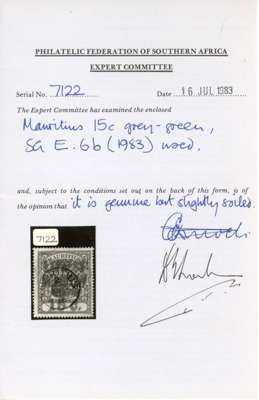 PHILATELIC FEDERATION OF SOUTHERN AFRICA
EXPERT COMMITTEE
Serial No. 7122 Date 16 JUL 1983
The Expert Committee has examined the enclosed
Mauritius 15c grey-green,
SG E.6b (1983) used.
and, subject to the conditions set out on the back of this form, is of
the opinion that it is genuine but slightly soiled.
7122
MAURITIUS